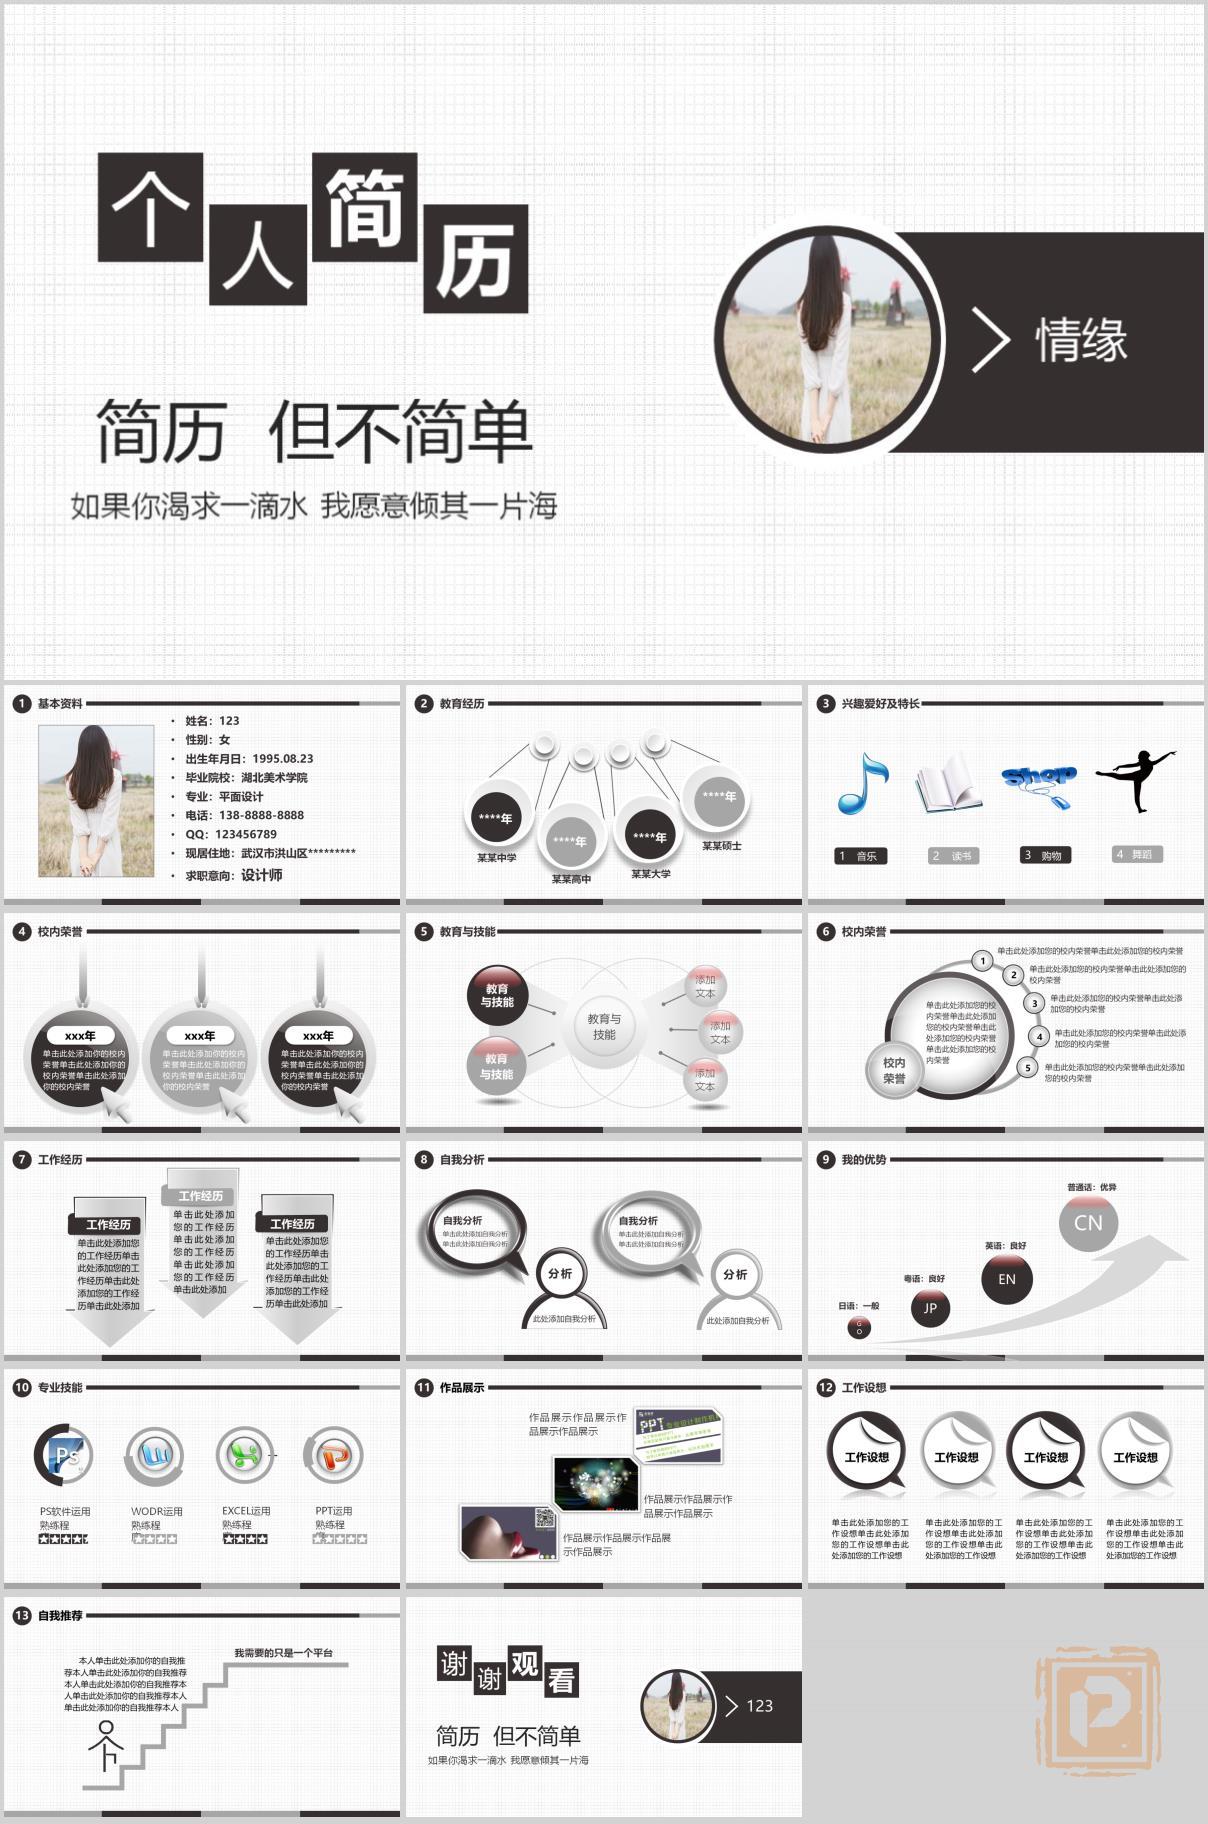 个人简历
简历 但不简单
如果你渴求一滴水 我愿意倾其一片海
情缘
1 基本资料
• 姓名：123
• 性别：女
• 出生年月日：1995.08.23
• 毕业院校：湖北美术学院
• 专业：平面设计
• 电话：138-8888-8888
• QQ：123456789
• 现居住地：武汉市洪山区*********
• 求职意向：设计师
2 教育经历
****年
****年
****年
****年
某某中学
某某高中
某某大学
某某硕士
3 兴趣爱好及特长
Shop
1 音乐
2 读书
3 购物
4 舞蹈
4 校内荣誉
xxx年
单击此处添加你的校内
荣誉单击此处添加你的
校内荣誉单击此处添加
你的校内荣誉
xxx年
单击此处添加你的校内
荣誉单击此处添加你的
校内荣誉单击此处添加
你的校内荣誉
xxx年
单击此处添加你的校内
荣誉单击此处添加你的
校内荣誉单击此处添加
你的校内荣誉
5 教育与技能
教育
与技能
教育
与技能
教育与
技能
添加
文本
添加
文本
添加
文本
6 校内荣誉
单击此处添加您的校
内荣誉单击此处添加
您的校内荣誉单击此
处添加您的校内荣誉
单击此处添加您的校
内荣誉
校内
荣誉
1 单击此处添加您的校内荣誉单击此处添加您的校内荣誉
2 单击此处添加您的校内荣誉单击此处添加您的
校内荣誉
3 单击此处添加您的校内荣誉单击此处添
加您的校内荣誉
4 单击此处添加您的校内荣誉单击此处添
加您的校内荣誉
5 单击此处添加您的校内荣誉单击此处添加
您的校内荣誉
7 工作经历
工作经历
单击此处添加您
的工作经历单击
此处添加您的工
作经历单击此处
添加您的工作经
历单击此处添加
工作经历
单击此处添加
您的工作经历
单击此处添加
您的工作经历
单击此处添加
您的工作经历
单击此处添加
工作经历
单击此处添加您
的工作经历单击
此处添加您的工
作经历单击此处
添加您的工作经
历单击此处添加
8 自我分析
自我分析
单击此处添加自我分析
单击此处添加自我分析
分析
此处添加自我分析
自我分析
单击此处添加自我分析
单击此处添加自我分析
分析
此处添加自我分析
9 我的优势
普通话：优异
CN
英语：良好
EN
粤语：良好
JP
日语：一般
G
O
10 专业技能
Ps
PS软件运用
熟练程
WODR运用
熟练程
EXCEL运用
熟练程
PPT运用
熟练程
11 作品展示
作品展示作品展示作
品展示作品展示
PPT
作品展示作品展示作
品展示作品展示
作品展示作品展示作品展
示作品展示
12 工作设想
工作设想
工作设想
工作设想
工作设想
单击此处添加您的工
作设想单击此处添加
您的工作设想单击此
处添加您的工作设想
单击此处添加您的工
作设想单击此处添加
您的工作设想单击此
处添加您的工作设想
单击此处添加您的工
作设想单击此处添加
您的工作设想单击此
处添加您的工作设想
单击此处添加您的工
作设想单击此处添加
您的工作设想单击此
处添加您的工作设想
13 自我推荐
本人单击此处添加你的自我推
荐本人单击此处添加你的自我推荐
本人单击此处添加你的自我推荐本
人单击此处添加你的自我推荐本人
单击此处添加你的自我推荐本人
我需要的只是一个平台
谢谢观看
简历 但不简单
如果你渴求一滴水 我愿意倾其一片海
123